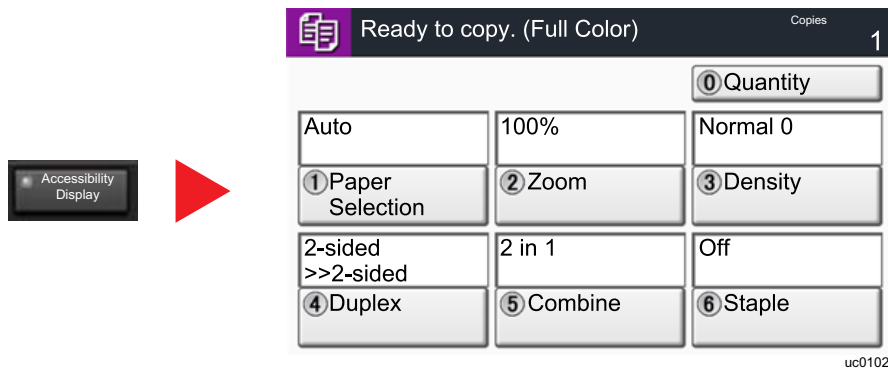 Ready to copy. (Full Color)
Copies
1
0 Quantity
Auto
100%
Normal 0
Accessibility
Display
1 Paper
Selection
2 Zoom
3 Density
2-sided
>>2-sided
2 in 1
Off
4 Duplex
5 Combine
6 Staple
uc0102